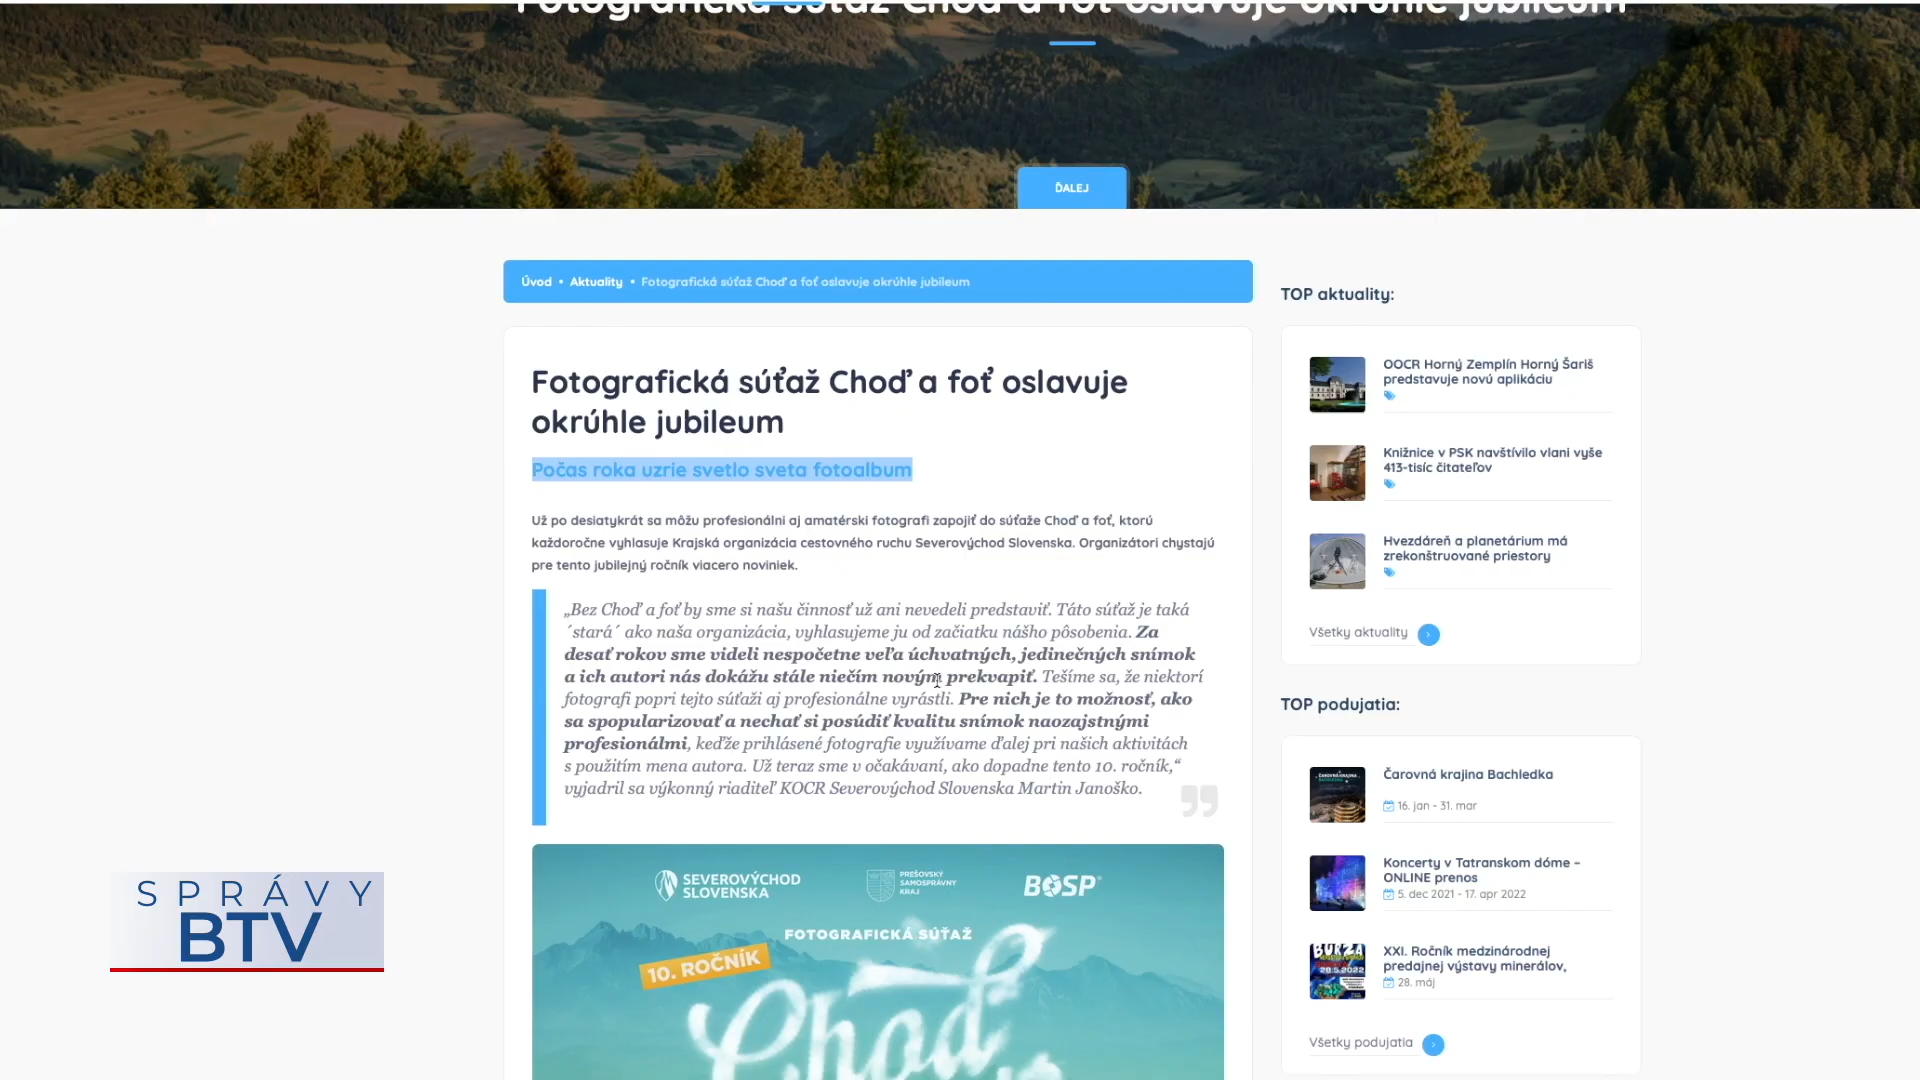 Fotografická súťaž Choď a foť oslavuje okrúhle jubileum
ĎALEJ
Úvod • Aktuality • Fotografická súťaž Choď a foť oslavuje okrúhle jubileum
Fotografická súťaž Choď a foť oslavuje
okrúhle jubileum
Počas roka uzrie svetlo sveta fotoalbum
Už po desiatykrát sa môžu profesionálni aj amatérski fotografi zapojiť do súťaže Choď a foť, ktorú
každoročne vyhlasuje Krajská organizácia cestovného ruchu Severovýchod Slovenska. Organizátori chystajú
pre tento jubilejný ročník viacero noviniek.
„Bez Choď a foť by sme si našu činnosť už ani nevedeli predstaviť. Táto súťaž je taká
´stará´ ako naša organizácia, vyhlasujeme ju od začiatku nášho pôsobenia. Za
desať rokov sme videli nespočetne veľa úchvatných, jedinečných snímok
a ich autori nás dokážu stále niečím novým prekvapiť. Tešíme sa, že niektorí
fotografi popri tejto súťaži aj profesionálne vyrástli. Pre nich je to možnosť, ako
sa spopularizovať a nechať si posúdiť kvalitu snímok naozajstnými
profesionálmi, keďže prihlásené fotografie využívame ďalej pri našich aktivitách
s použitím mena autora. Už teraz sme v očakávaní, ako dopadne tento 10. ročník,“
vyjadril sa výkonný riaditeľ KOCR Severovýchod Slovenska Martin Janoško.
SEVEROVÝCHOD
SLOVENSKA
PREŠOVSKÝ
SAMOSPRÁVNY
KRAJ
BOSP
FOTOGRAFICKÁ SÚŤAŽ
10. ROČNÍK
Choď
TOP aktuality:
OOCR Horný Zemplín Horný Šariš
predstavuje novú aplikáciu
Knižnice v PSK navštívilo vlani vyše
413-tisíc čitateľov
Hvezdáreň a planetárium má
zrekonštruované priestory
Všetky aktuality
TOP podujatia:
ČAROVNÁ KRAJINA
BACHLEDKA
Čarovná krajina Bachledka
16. jan - 31. mar
Koncerty v Tatranskom dóme –
ONLINE prenos
5. dec 2021 - 17. apr 2022
BURZA
28.5.2022
XXI. Ročník medzinárodnej
predajnej výstavy minerálov,
28. máj
Všetky podujatia
SPRÁVY
BTV